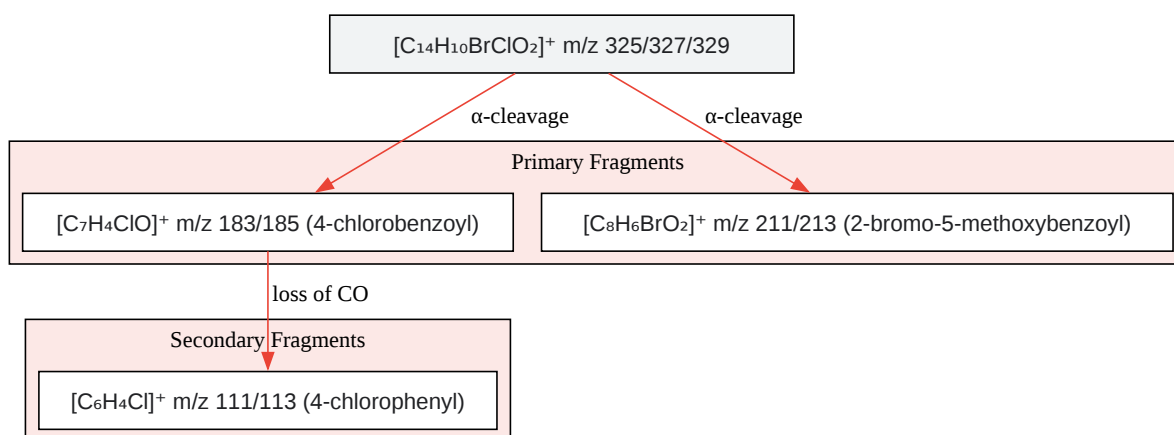 [C₁₄H₁₀BrClO₂]⁺ m/z 325/327/329
α-cleavage
α-cleavage
Primary Fragments
[C₇H₄ClO]⁺ m/z 183/185 (4-chlorobenzoyl)
[C₈H₆BrO₂]⁺ m/z 211/213 (2-bromo-5-methoxybenzoyl)
loss of CO
Secondary Fragments
[C₆H₄Cl]⁺ m/z 111/113 (4-chlorophenyl)